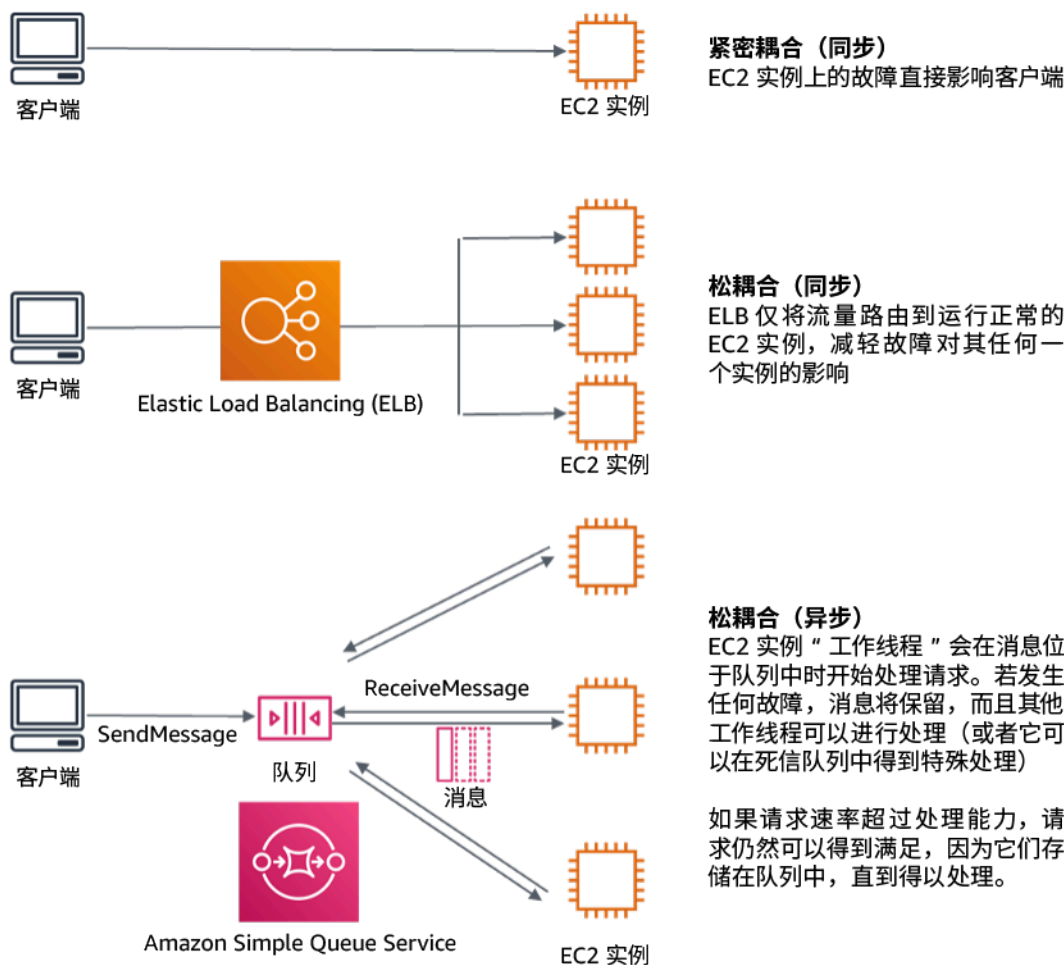 客户端
EC2 实例
紧密耦合（同步）
EC2 实例上的故障直接影响客户端
客户端
Elastic Load Balancing (ELB)
EC2 实例
松耦合（同步）
ELB 仅将流量路由到运行正常的
EC2 实例，减轻故障对其任何一
个实例的影响
客户端
SendMessage
队列
ReceiveMessage
消息
Amazon Simple Queue Service
EC2 实例
松耦合（异步）
EC2 实例 “ 工作线程 ” 会在消息位
于队列中时开始处理请求。若发生
任何故障，消息将保留，而且其他
工作线程可以进行处理（或者它可
以在死信队列中得到特殊处理）
如果请求速率超过处理能力，请
求仍然可以得到满足，因为它们存
储在队列中，直到得以处理。